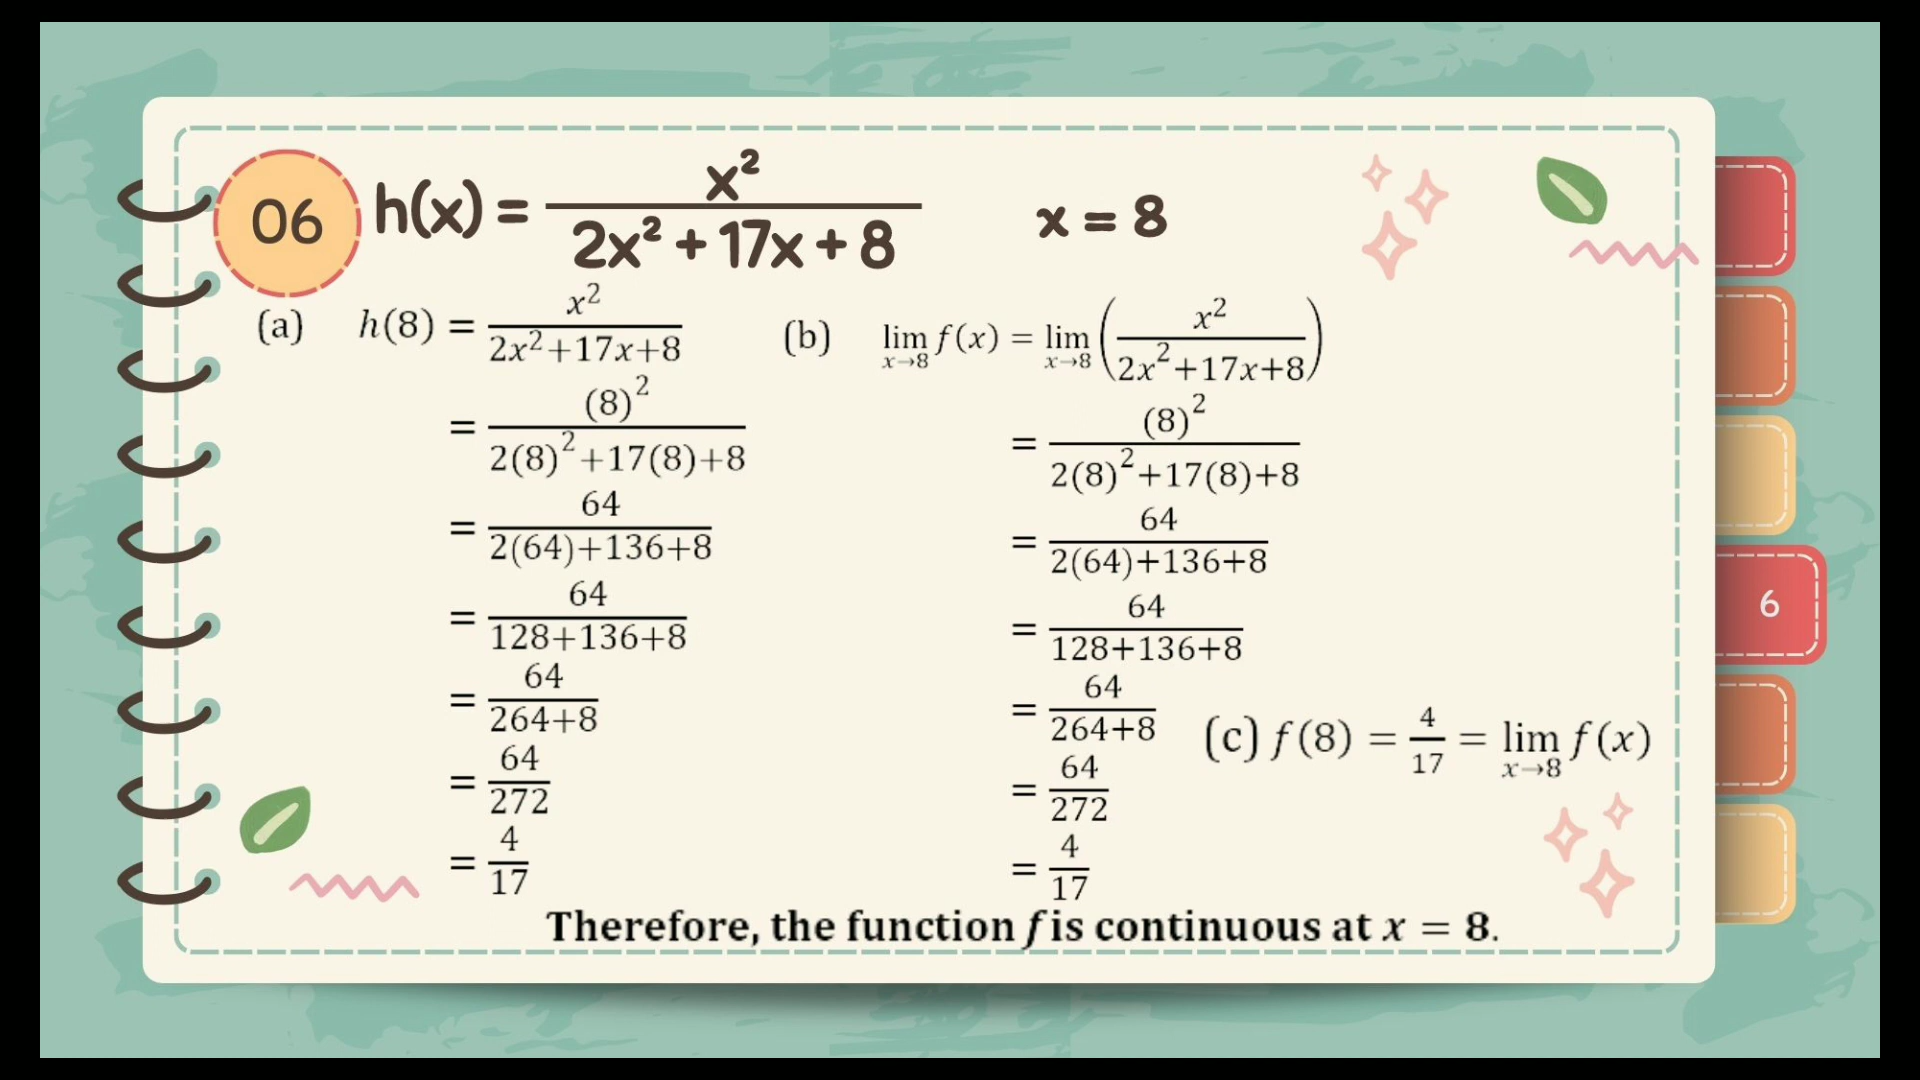 06 h(x) = x² / (2x² + 17x + 8) x = 8
(a) h(8) = x² / (2x²+17x+8)
= (8)² / (2(8)²+17(8)+8)
= 64 / (2(64)+136+8)
= 64 / (128+136+8)
= 64 / (264+8)
= 64 / 272
= 4 / 17
(b) lim x→8 f(x) = lim x→8 (x² / (2x²+17x+8))
= (8)² / (2(8)²+17(8)+8)
= 64 / (2(64)+136+8)
= 64 / (128+136+8)
= 64 / (264+8)
= 64 / 272
= 4 / 17
(c) f(8) = 4/17 = lim x→8 f(x)
Therefore, the function f is continuous at x = 8.
6